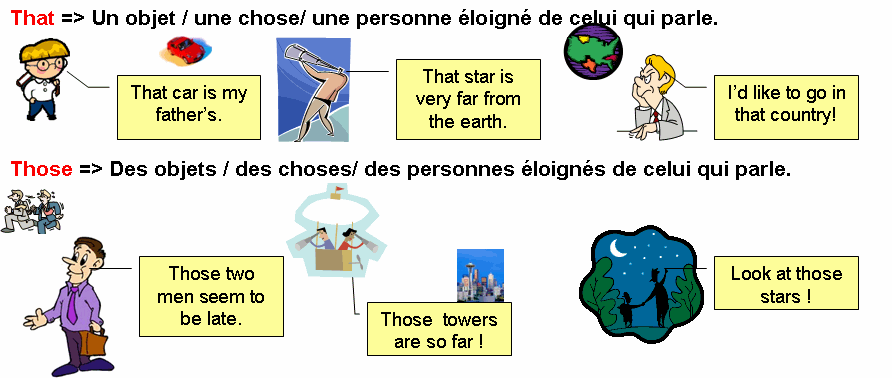 That => Un objet / une chose/ une personne éloigné de celui qui parle.
That car is my
father's.
That star is
very far from
the earth.
I'd like to go in
that country!
Those => Des objets / des choses/ des personnes éloignés de celui qui parle.
Those two
men seem to
be late.
Those towers
are so far !
Look at those
stars !